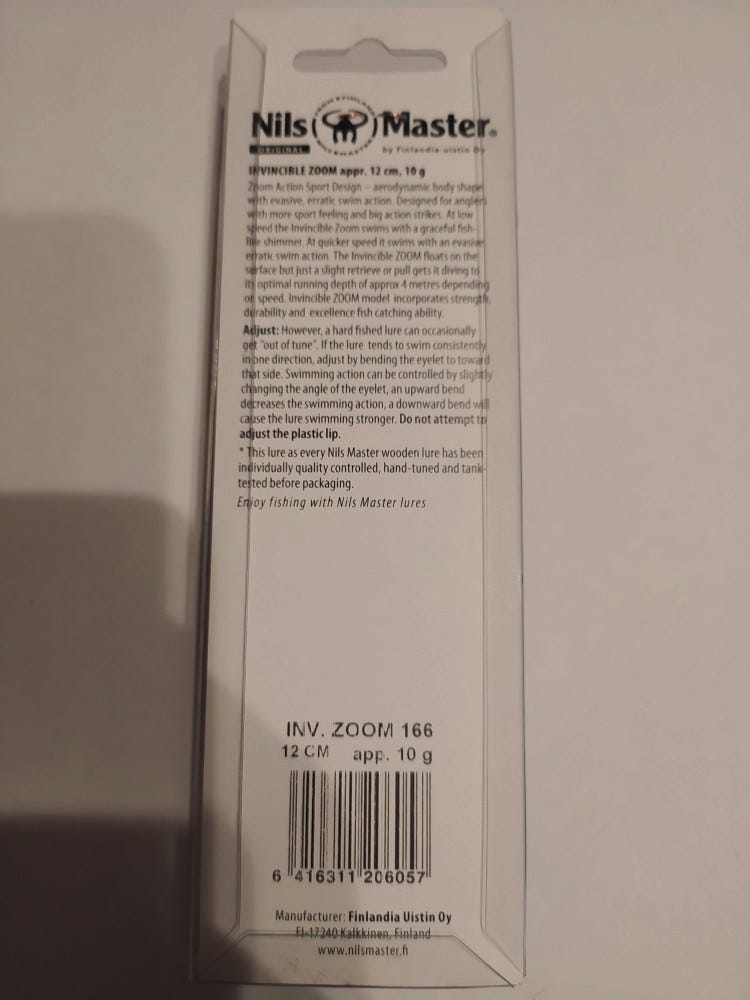 Nils Master®
ORIGINAL by Finlandia-uistin Oy
INVINCIBLE ZOOM appr. 12 cm, 10 g
Zoom Action Sport Design – aerodynamic body shape
with evasive, erratic swim action. Designed for anglers
with more sport feeling and big action strikes. At low
speed the Invincible Zoom swims with a graceful fish-
like shimmer. At quicker speed it swims with an evasive
erratic swim action. The Invincible ZOOM floats on the
surface but just a slight retrieve or pull gets it diving to
its optimal running depth of approx 4 metres depending
on speed. Invincible ZOOM model incorporates strength,
durability and excellence fish catching ability.
Adjust: However, a hard fished lure can occasionally
get "out of tune". If the lure tends to swim consistently
in one direction, adjust by bending the eyelet to toward
that side. Swimming action can be controlled by slightly
changing the angle of the eyelet, an upward bend
decreases the swimming action, a downward bend will
cause the lure swimming stronger. Do not attempt to
adjust the plastic lip.
* This lure as every Nils Master wooden lure has been
individually quality controlled, hand-tuned and tank-
tested before packaging.
Enjoy fishing with Nils Master lures
INV. ZOOM 166
12 CM app. 10 g
6 416311 206057
Manufacturer: Finlandia Uistin Oy
FI-17240 Kalkkinen, Finland
www.nilsmaster.fi